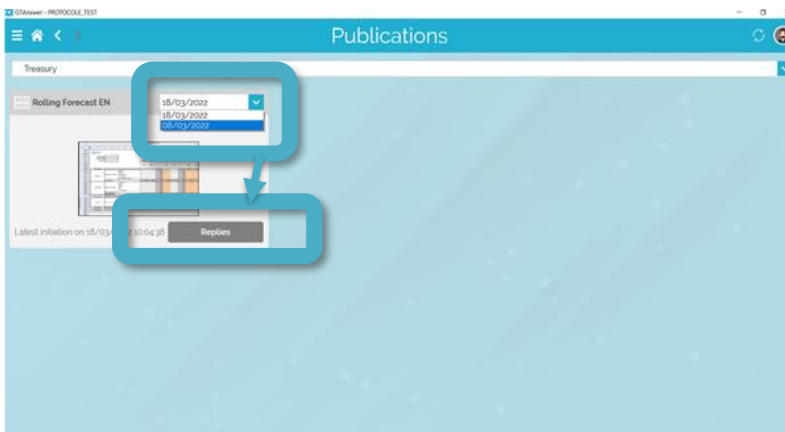 GTAnswer - PROTOCOLE_TEST
Publications
Treasury
Rolling Forecast EN
18/03/2022
18/03/2022
08/03/2022
Latest initiation on 18/03/ 10:04:38
Replies